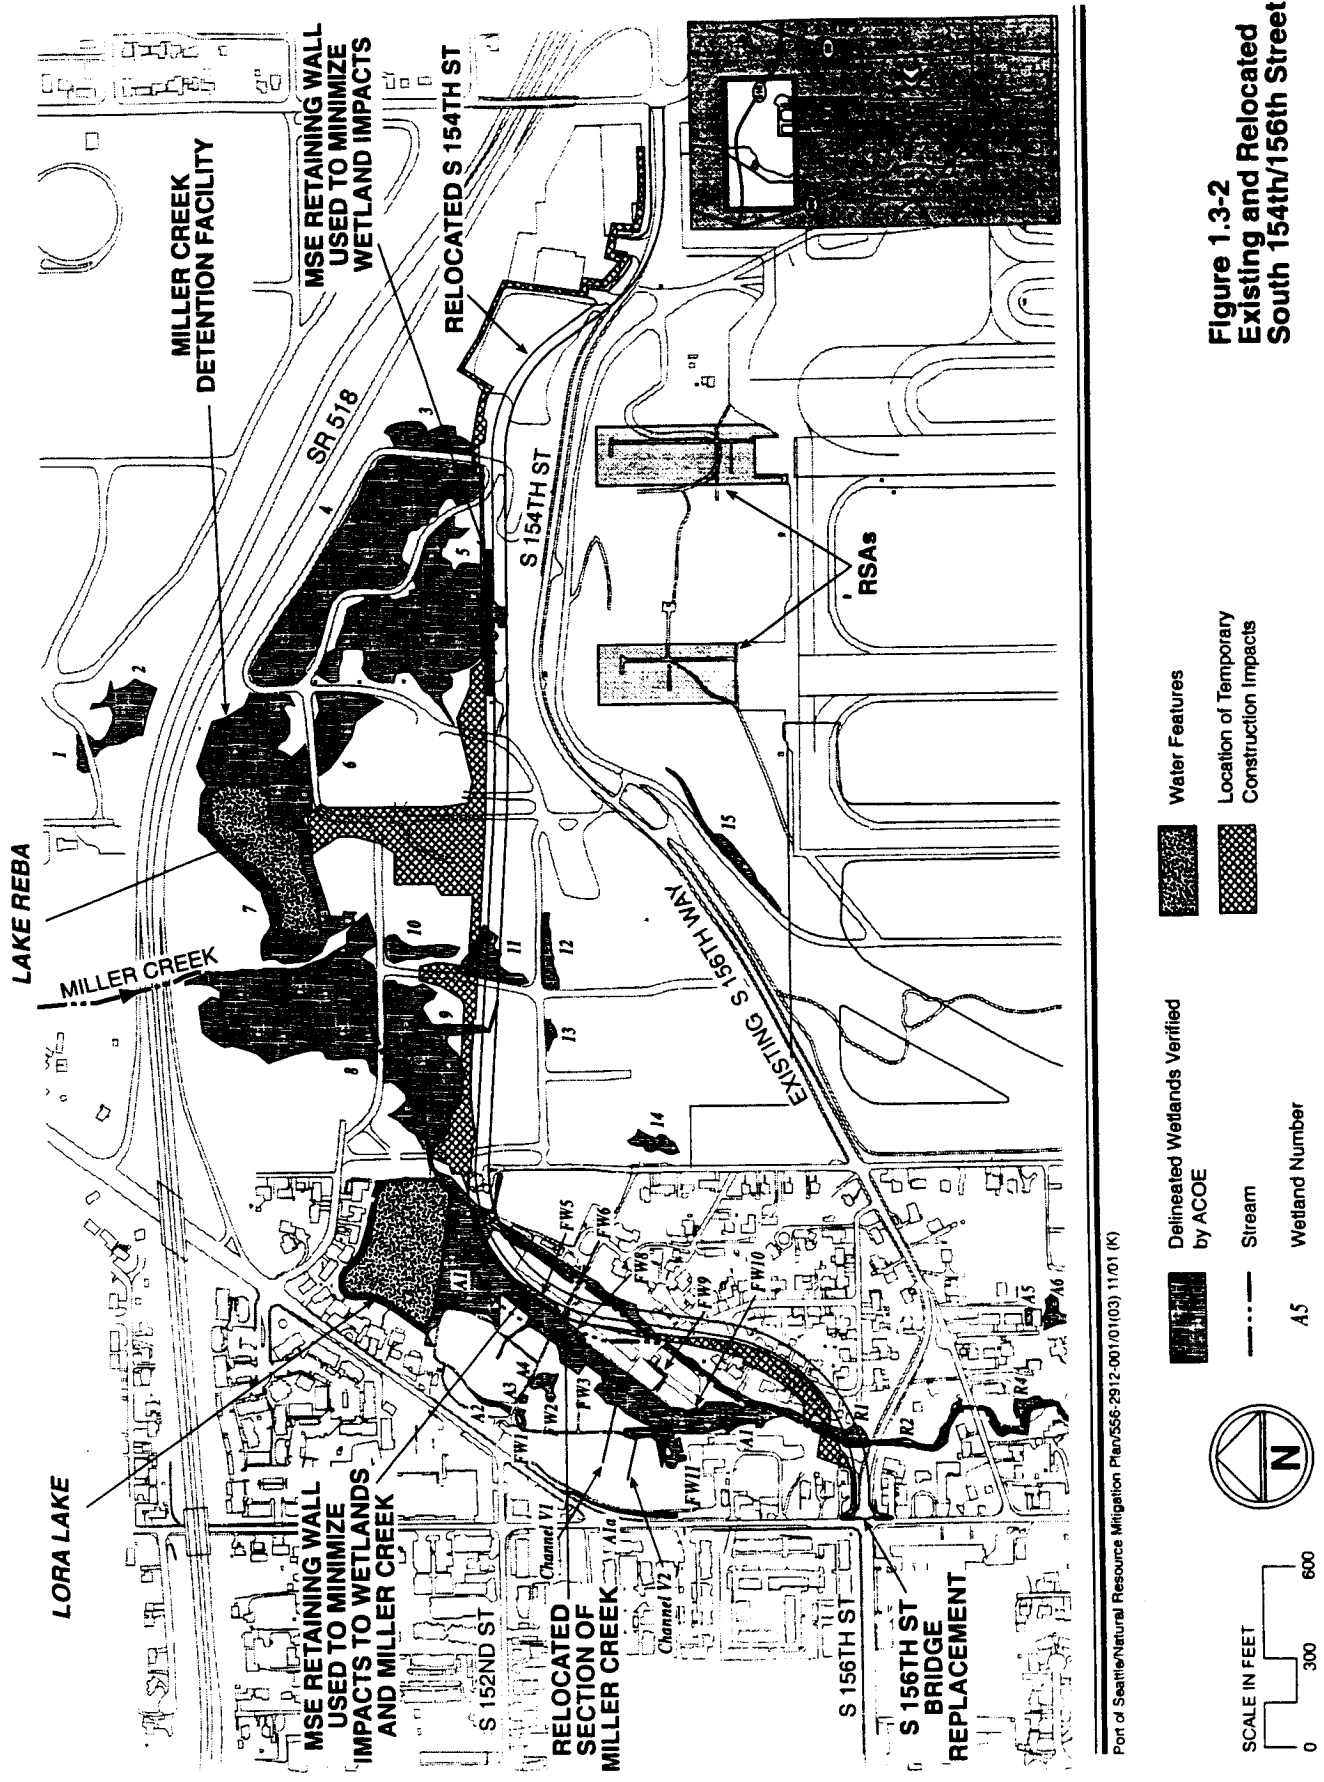 LAKE REBA
MILLER CREEK
DETENTION FACILITY
MSE RETAINING WALL
USED TO MINIMIZE
WETLAND IMPACTS
RELOCATED S 154TH ST
SR 518
MILLER CREEK
1
2
3
4
5
6
7
8
9
10
11
12
13
14
15
S 154TH ST
RSAs
EXISTING S 156TH WAY
LORA LAKE
MSE RETAINING WALL
USED TO MINIMIZE
IMPACTS TO WETLANDS
AND MILLER CREEK
S 152ND ST
RELOCATED
SECTION OF
MILLER CREEK
Channel V1
A1a
Channel V2
S 156TH ST
S 156TH ST
BRIDGE
REPLACEMENT
A1
A2
A3
A4
FW1
FW2
FW3
FW5
FW6
FW8
FW9
FW10
FW11
A1
R1
R2
R4
A5
A6
Port of Seattle/Natural Resource Mitigation Plan/556-2912-001/01(03) 11/01 (K)
SCALE IN FEET
0 300 600
N
Delineated Wetlands Verified
by ACOE
Stream
A5 Wetland Number
Water Features
Location of Temporary
Construction Impacts
Figure 1.3-2
Existing and Relocated
South 154th/156th Street